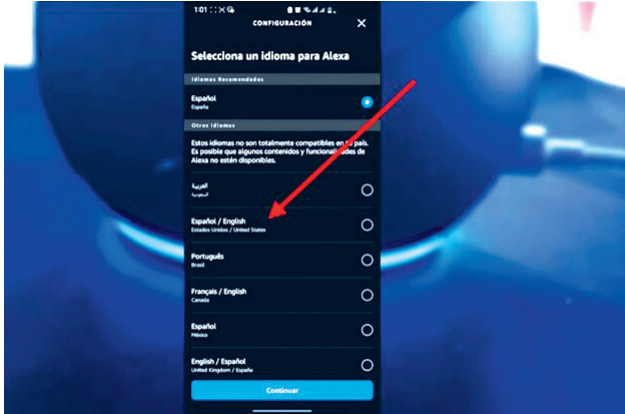 1:01
CONFIGURACIÓN
Selecciona un idioma para Alexa
Idiomas Recomendados
Español
España
Otros idiomas
Estos idiomas no son totalmente compatibles en tu país.
Es posible que algunos contenidos y funcionalidades de
Alexa no estén disponibles.
العربية
السعودية
Español / English
Estados Unidos / United States
Português
Brasil
Français / English
Canada
Español
México
English / Español
United Kingdom / España
Continuar